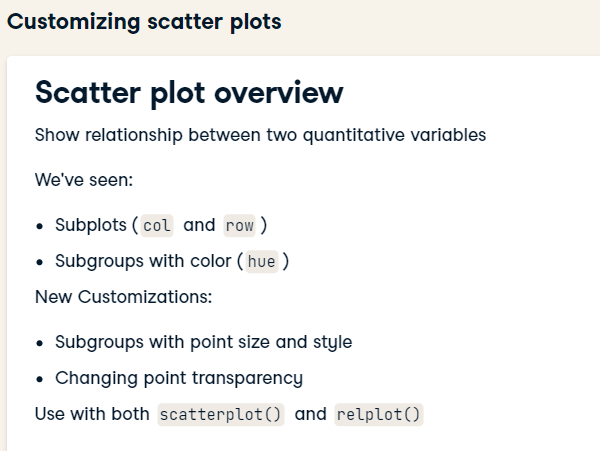 Customizing scatter plots
Scatter plot overview
Show relationship between two quantitative variables
We've seen:
• Subplots ( col and row )
• Subgroups with color ( hue )
New Customizations:
• Subgroups with point size and style
• Changing point transparency
Use with both scatterplot() and relplot()